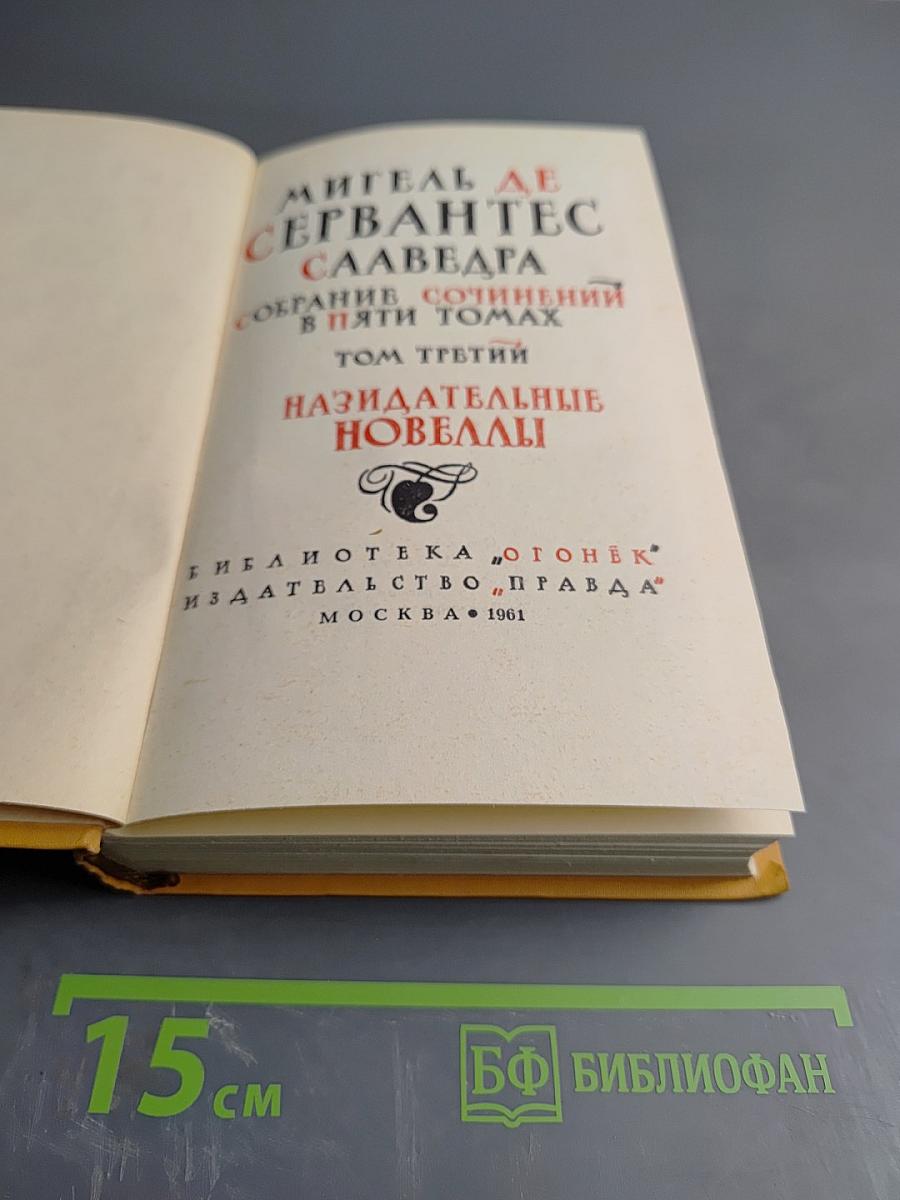 МИГЕЛЬ ДЕ
СЕРВАНТЕС
СААВЕДРА
СОБРАНИЕ СОЧИНЕНИЙ
В ПЯТИ ТОМАХ
ТОМ ТРЕТИЙ
НАЗИДАТЕЛЬНЫЕ
НОВЕЛЛЫ
БИБЛИОТЕКА „ОГОНЁК"
ИЗДАТЕЛЬСТВО „ПРАВДА"
МОСКВА • 1961
15 см
БФ БИБЛИОФАН